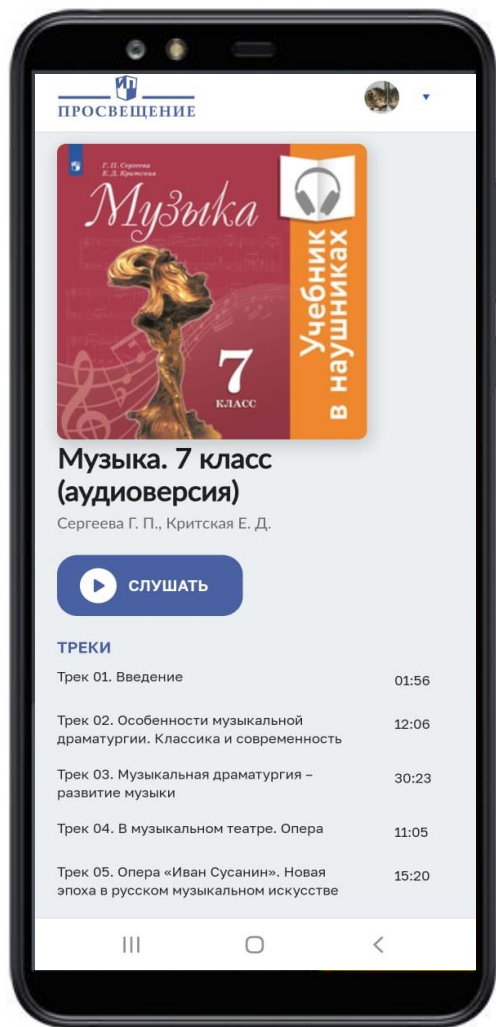 ПРОСВЕЩЕНИЕ
Г. П. Сергеева
Е. Д. Критская
Музыка
7
КЛАСС
Учебник
в наушниках
Музыка. 7 класс
(аудиоверсия)
Сергеева Г. П., Критская Е. Д.
СЛУШАТЬ
ТРЕКИ
Трек 01. Введение 01:56
Трек 02. Особенности музыкальной
драматургии. Классика и современность 12:06
Трек 03. Музыкальная драматургия –
развитие музыки 30:23
Трек 04. В музыкальном театре. Опера 11:05
Трек 05. Опера «Иван Сусанин». Новая
эпоха в русском музыкальном искусстве 15:20